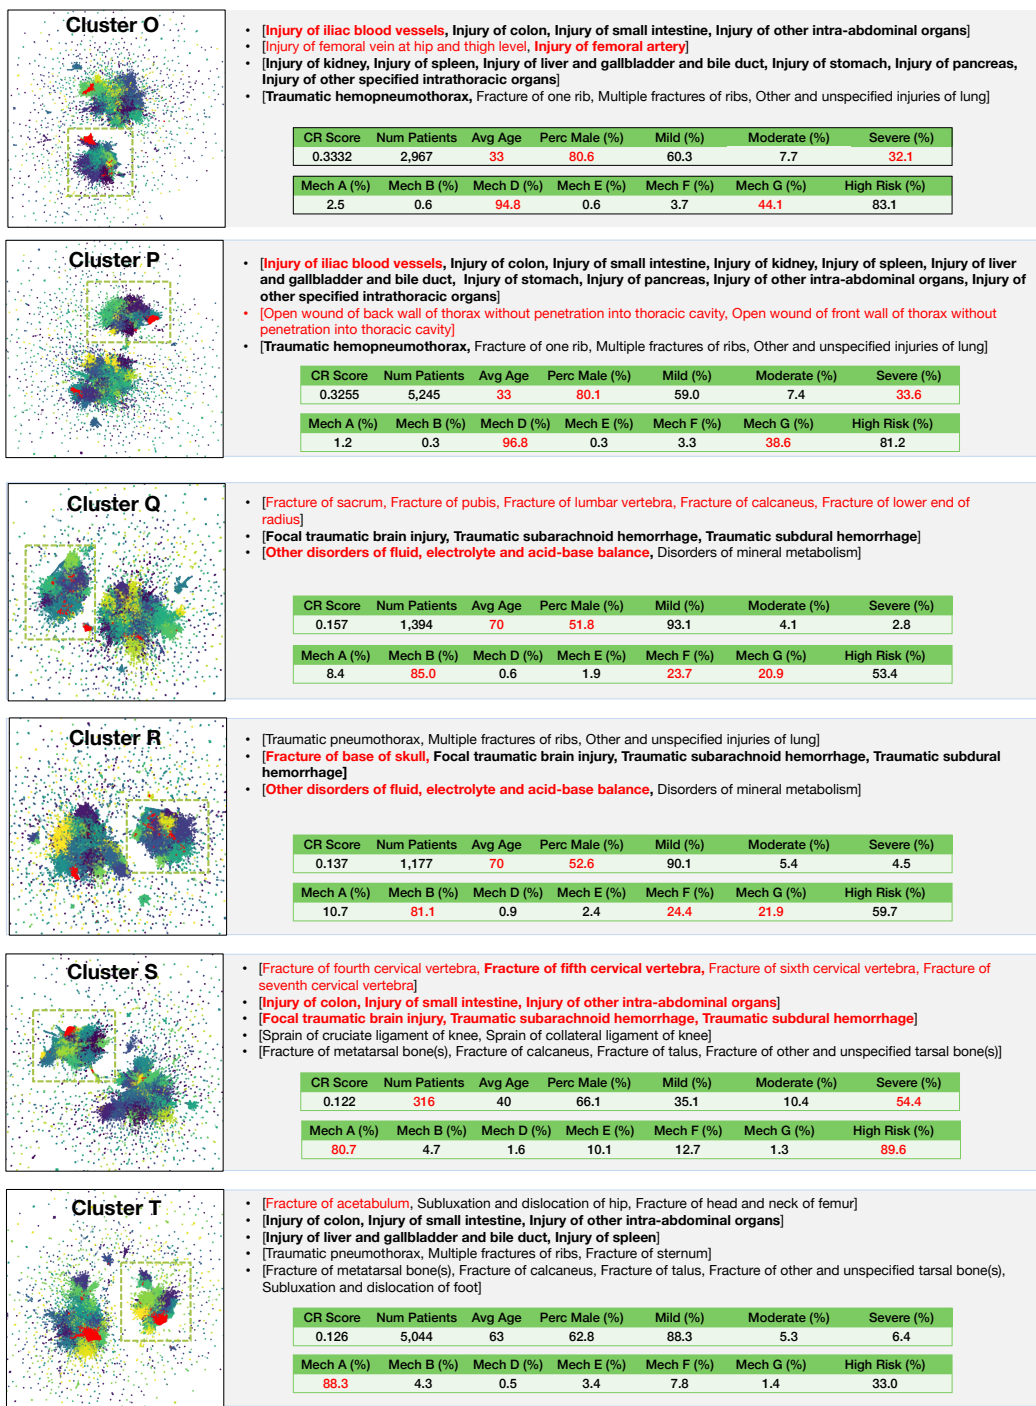 Cluster O
• [Injury of iliac blood vessels, Injury of colon, Injury of small intestine, Injury of other intra-abdominal organs]
• [Injury of femoral vein at hip and thigh level, Injury of femoral artery]
• [Injury of kidney, Injury of spleen, Injury of liver and gallbladder and bile duct, Injury of stomach, Injury of pancreas,
Injury of other specified intrathoracic organs]
• [Traumatic hemopneumothorax, Fracture of one rib, Multiple fractures of ribs, Other and unspecified injuries of lung]
CR Score Num Patients Avg Age Perc Male (%) Mild (%) Moderate (%) Severe (%)
0.3332 2,967 33 80.6 60.3 7.7 32.1
Mech A (%) Mech B (%) Mech D (%) Mech E (%) Mech F (%) Mech G (%) High Risk (%)
2.5 0.6 94.8 0.6 3.7 44.1 83.1
Cluster P
• [Injury of iliac blood vessels, Injury of colon, Injury of small intestine, Injury of kidney, Injury of spleen, Injury of liver
and gallbladder and bile duct, Injury of stomach, Injury of pancreas, Injury of other intra-abdominal organs, Injury of
other specified intrathoracic organs]
• [Open wound of back wall of thorax without penetration into thoracic cavity, Open wound of front wall of thorax without
penetration into thoracic cavity]
• [Traumatic hemopneumothorax, Fracture of one rib, Multiple fractures of ribs, Other and unspecified injuries of lung]
CR Score Num Patients Avg Age Perc Male (%) Mild (%) Moderate (%) Severe (%)
0.3255 5,245 33 80.1 59.0 7.4 33.6
Mech A (%) Mech B (%) Mech D (%) Mech E (%) Mech F (%) Mech G (%) High Risk (%)
1.2 0.3 96.8 0.3 3.3 38.6 81.2
Cluster Q
• [Fracture of sacrum, Fracture of pubis, Fracture of lumbar vertebra, Fracture of calcaneus, Fracture of lower end of
radius]
• [Focal traumatic brain injury, Traumatic subarachnoid hemorrhage, Traumatic subdural hemorrhage]
• [Other disorders of fluid, electrolyte and acid-base balance, Disorders of mineral metabolism]
CR Score Num Patients Avg Age Perc Male (%) Mild (%) Moderate (%) Severe (%)
0.157 1,394 70 51.8 93.1 4.1 2.8
Mech A (%) Mech B (%) Mech D (%) Mech E (%) Mech F (%) Mech G (%) High Risk (%)
8.4 85.0 0.6 1.9 23.7 20.9 53.4
Cluster R
• [Traumatic pneumothorax, Multiple fractures of ribs, Other and unspecified injuries of lung]
• [Fracture of base of skull, Focal traumatic brain injury, Traumatic subarachnoid hemorrhage, Traumatic subdural
hemorrhage]
• [Other disorders of fluid, electrolyte and acid-base balance, Disorders of mineral metabolism]
CR Score Num Patients Avg Age Perc Male (%) Mild (%) Moderate (%) Severe (%)
0.137 1,177 70 52.6 90.1 5.4 4.5
Mech A (%) Mech B (%) Mech D (%) Mech E (%) Mech F (%) Mech G (%) High Risk (%)
10.7 81.1 0.9 2.4 24.4 21.9 59.7
Cluster S
• [Fracture of fourth cervical vertebra, Fracture of fifth cervical vertebra, Fracture of sixth cervical vertebra, Fracture of
seventh cervical vertebra]
• [Injury of colon, Injury of small intestine, Injury of other intra-abdominal organs]
• [Focal traumatic brain injury, Traumatic subarachnoid hemorrhage, Traumatic subdural hemorrhage]
• [Sprain of cruciate ligament of knee, Sprain of collateral ligament of knee]
• [Fracture of metatarsal bone(s), Fracture of calcaneus, Fracture of talus, Fracture of other and unspecified tarsal bone(s)]
CR Score Num Patients Avg Age Perc Male (%) Mild (%) Moderate (%) Severe (%)
0.122 316 40 66.1 35.1 10.4 54.4
Mech A (%) Mech B (%) Mech D (%) Mech E (%) Mech F (%) Mech G (%) High Risk (%)
80.7 4.7 1.6 10.1 12.7 1.3 89.6
Cluster T
• [Fracture of acetabulum, Subluxation and dislocation of hip, Fracture of head and neck of femur]
• [Injury of colon, Injury of small intestine, Injury of other intra-abdominal organs]
• [Injury of liver and gallbladder and bile duct, Injury of spleen]
• [Traumatic pneumothorax, Multiple fractures of ribs, Fracture of sternum]
• [Fracture of metatarsal bone(s), Fracture of calcaneus, Fracture of talus, Fracture of other and unspecified tarsal bone(s),
Subluxation and dislocation of foot]
CR Score Num Patients Avg Age Perc Male (%) Mild (%) Moderate (%) Severe (%)
0.126 5,044 63 62.8 88.3 5.3 6.4
Mech A (%) Mech B (%) Mech D (%) Mech E (%) Mech F (%) Mech G (%) High Risk (%)
88.3 4.3 0.5 3.4 7.8 1.4 33.0